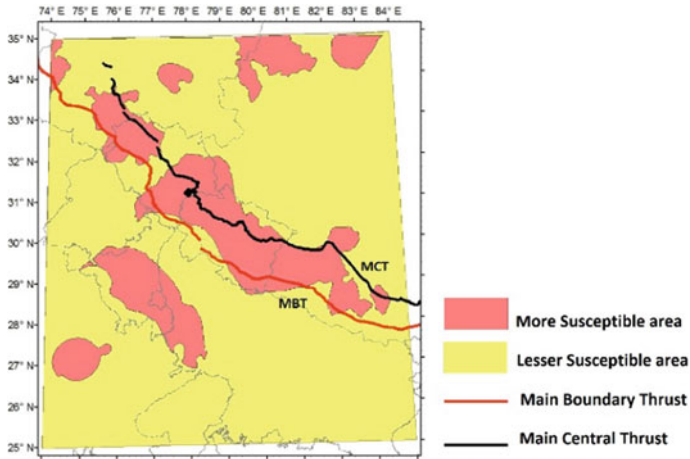 74° E 75° E 76° E 77° E 78° E 79° E 80° E 81° E 82° E 83° E 84° E
35° N
34° N
33° N
32° N
31° N
30° N
29° N
28° N
27° N
26° N
25° N
MCT
MBT
More Susceptible area
Lesser Susceptible area
Main Boundary Thrust
Main Central Thrust